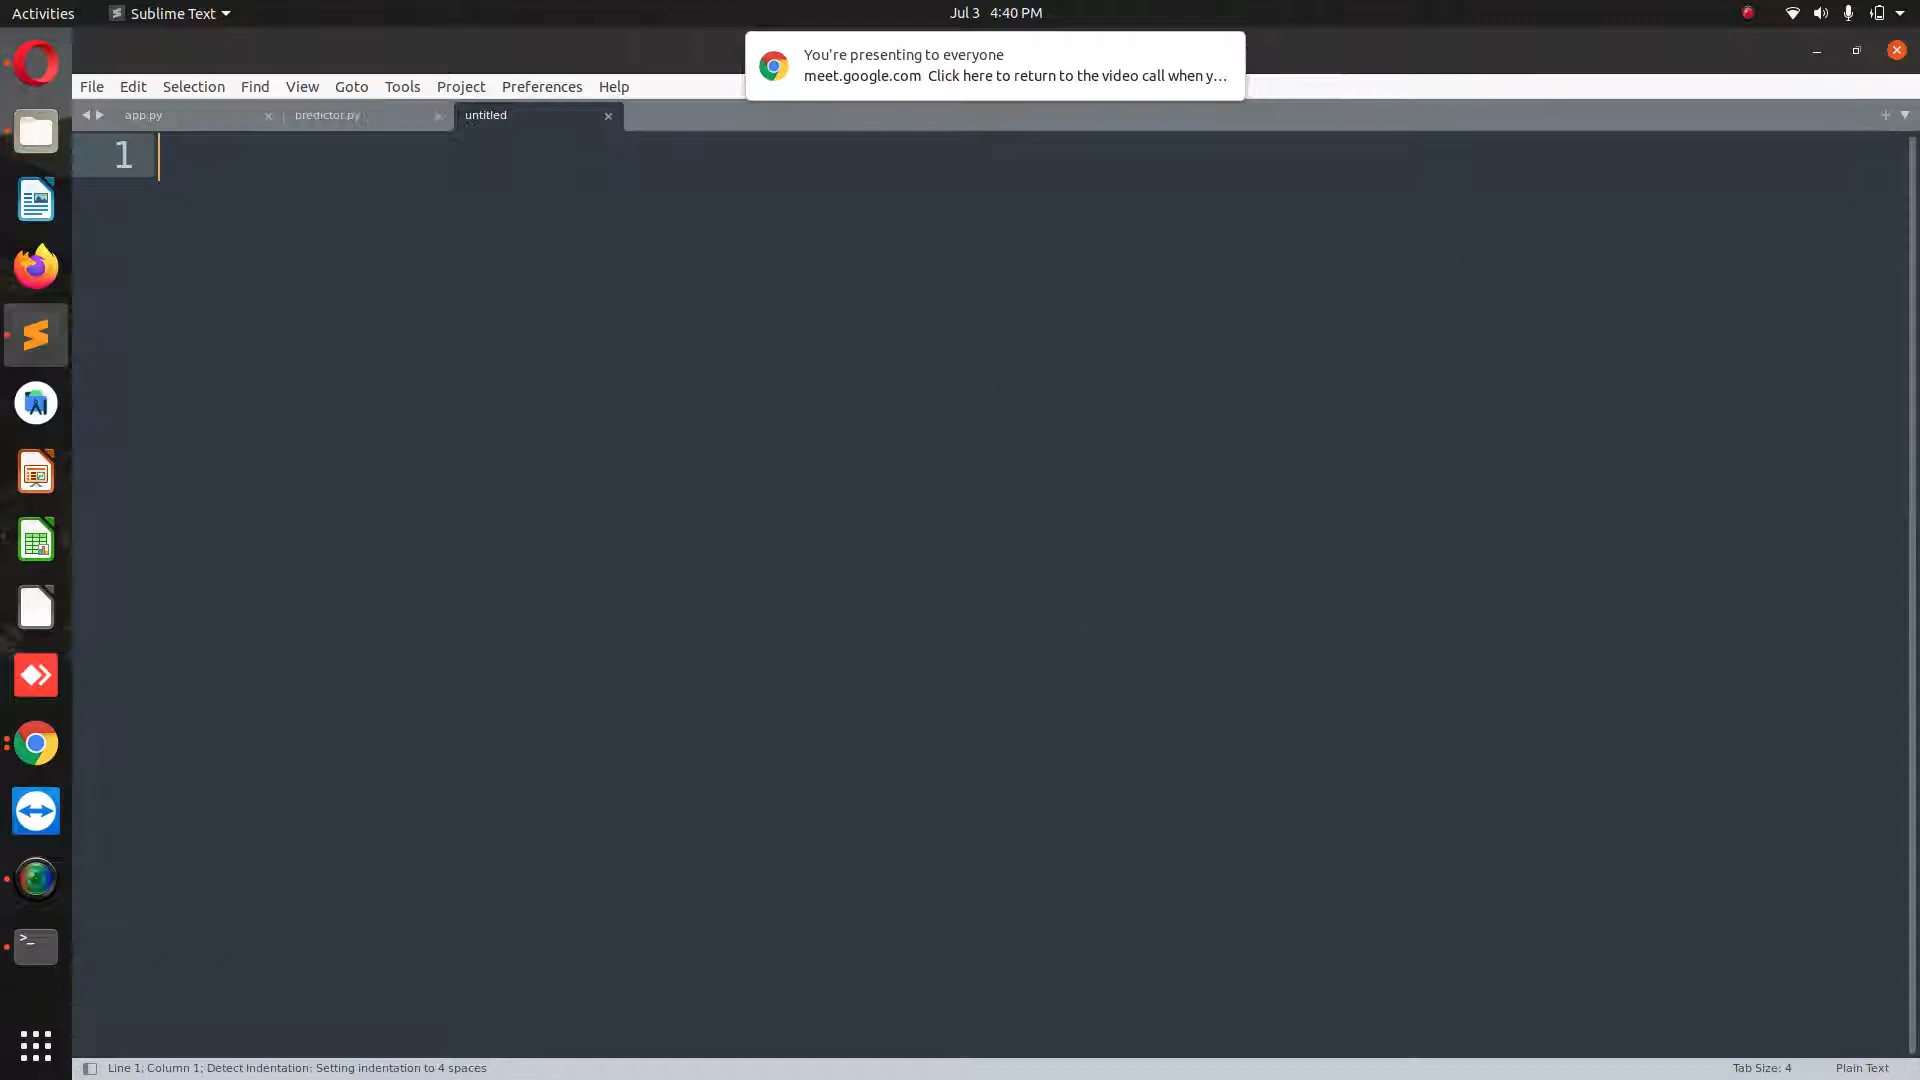 Activities Sublime Text Jul 3 4:40 PM
You're presenting to everyone
meet.google.com Click here to return to the video call when y...
File Edit Selection Find View Goto Tools Project Preferences Help
app.py predictor.py untitled
1
Line 1, Column 1; Detect Indentation: Setting indentation to 4 spaces Tab Size: 4 Plain Text